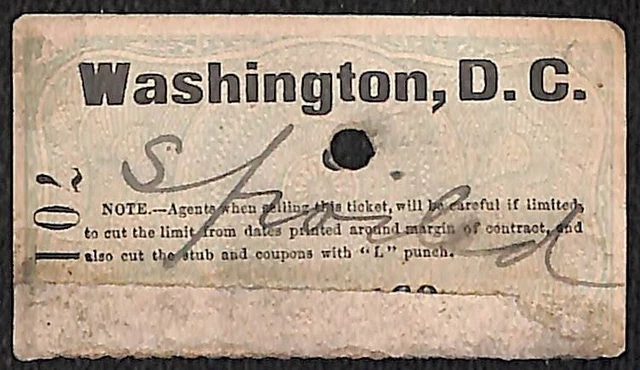 Washington, D. C.
Spoiled
NOTE.—Agents when selling this ticket, will be careful if limited,
to cut the limit from dates printed around margin of contract, and
also cut the stub and coupons with "L" punch.